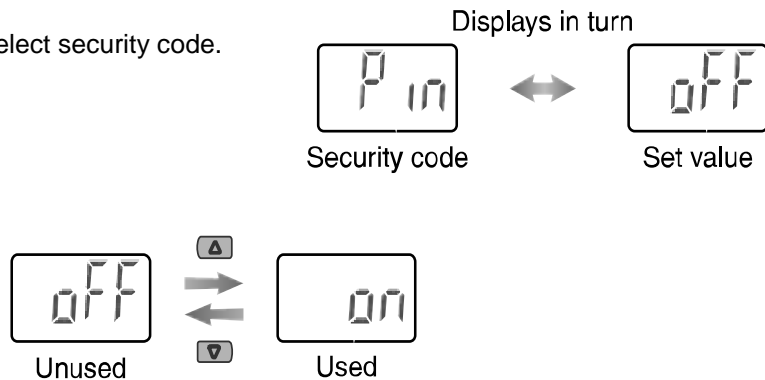 Displays in turn
elect security code.
Pin oFF
Security code Set value
oFF on
Unused Used